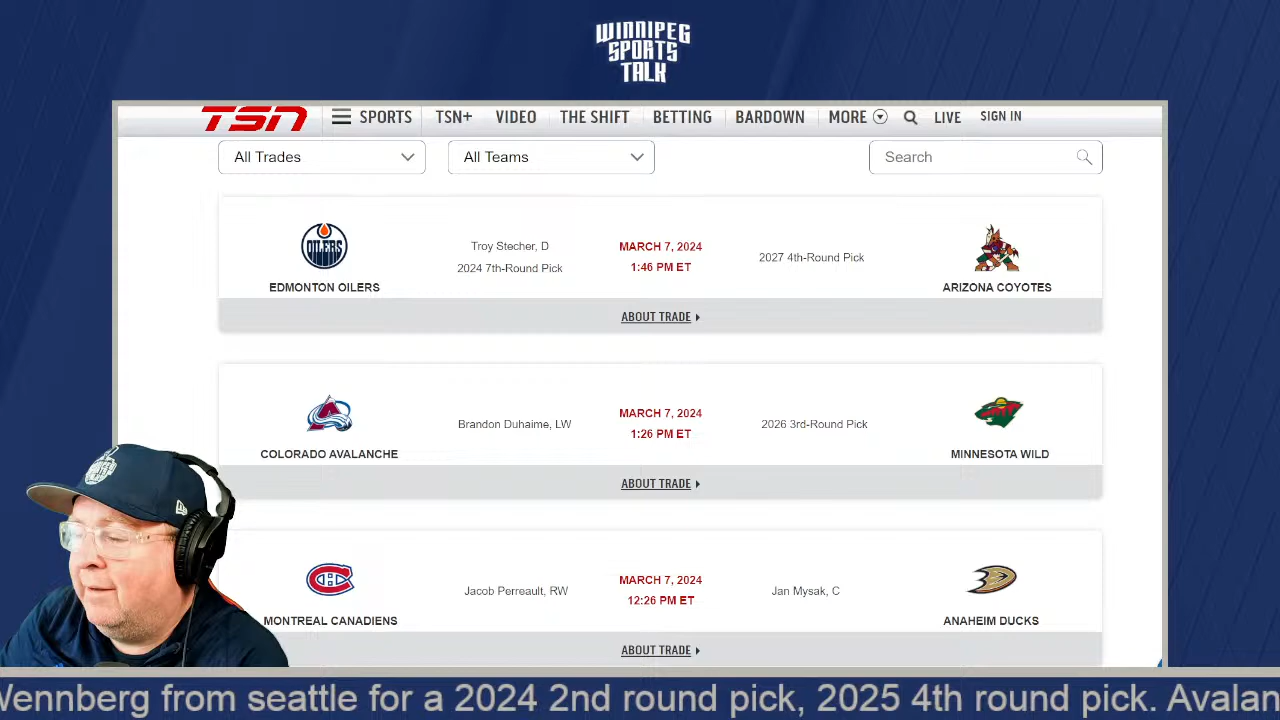 WINNIPEG
SPORTS
TALK
TSN SPORTS TSN+ VIDEO THE SHIFT BETTING BARDOWN MORE LIVE SIGN IN
All Trades All Teams Search
OILERS
Troy Stecher, D MARCH 7, 2024 2027 4th-Round Pick
2024 7th-Round Pick 1:46 PM ET
EDMONTON OILERS ARIZONA COYOTES
ABOUT TRADE
Brandon Duhaime, LW MARCH 7, 2024 2026 3rd-Round Pick
1:26 PM ET
COLORADO AVALANCHE MINNESOTA WILD
ABOUT TRADE
Jacob Perreault, RW MARCH 7, 2024 Jan Mysak, C
12:26 PM ET
MONTREAL CANADIENS ANAHEIM DUCKS
ABOUT TRADE
Wennberg from seattle for a 2024 2nd round pick, 2025 4th round pick. Avalan